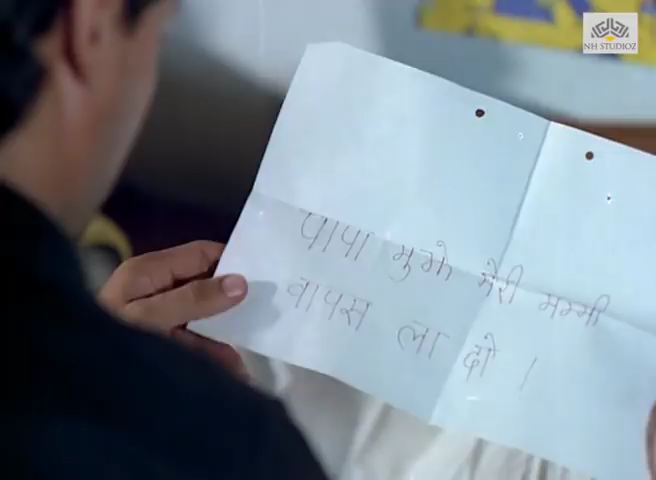 NH STUDIOZ
पापा मुझे मेरी मम्मी
वापस ला दो ।